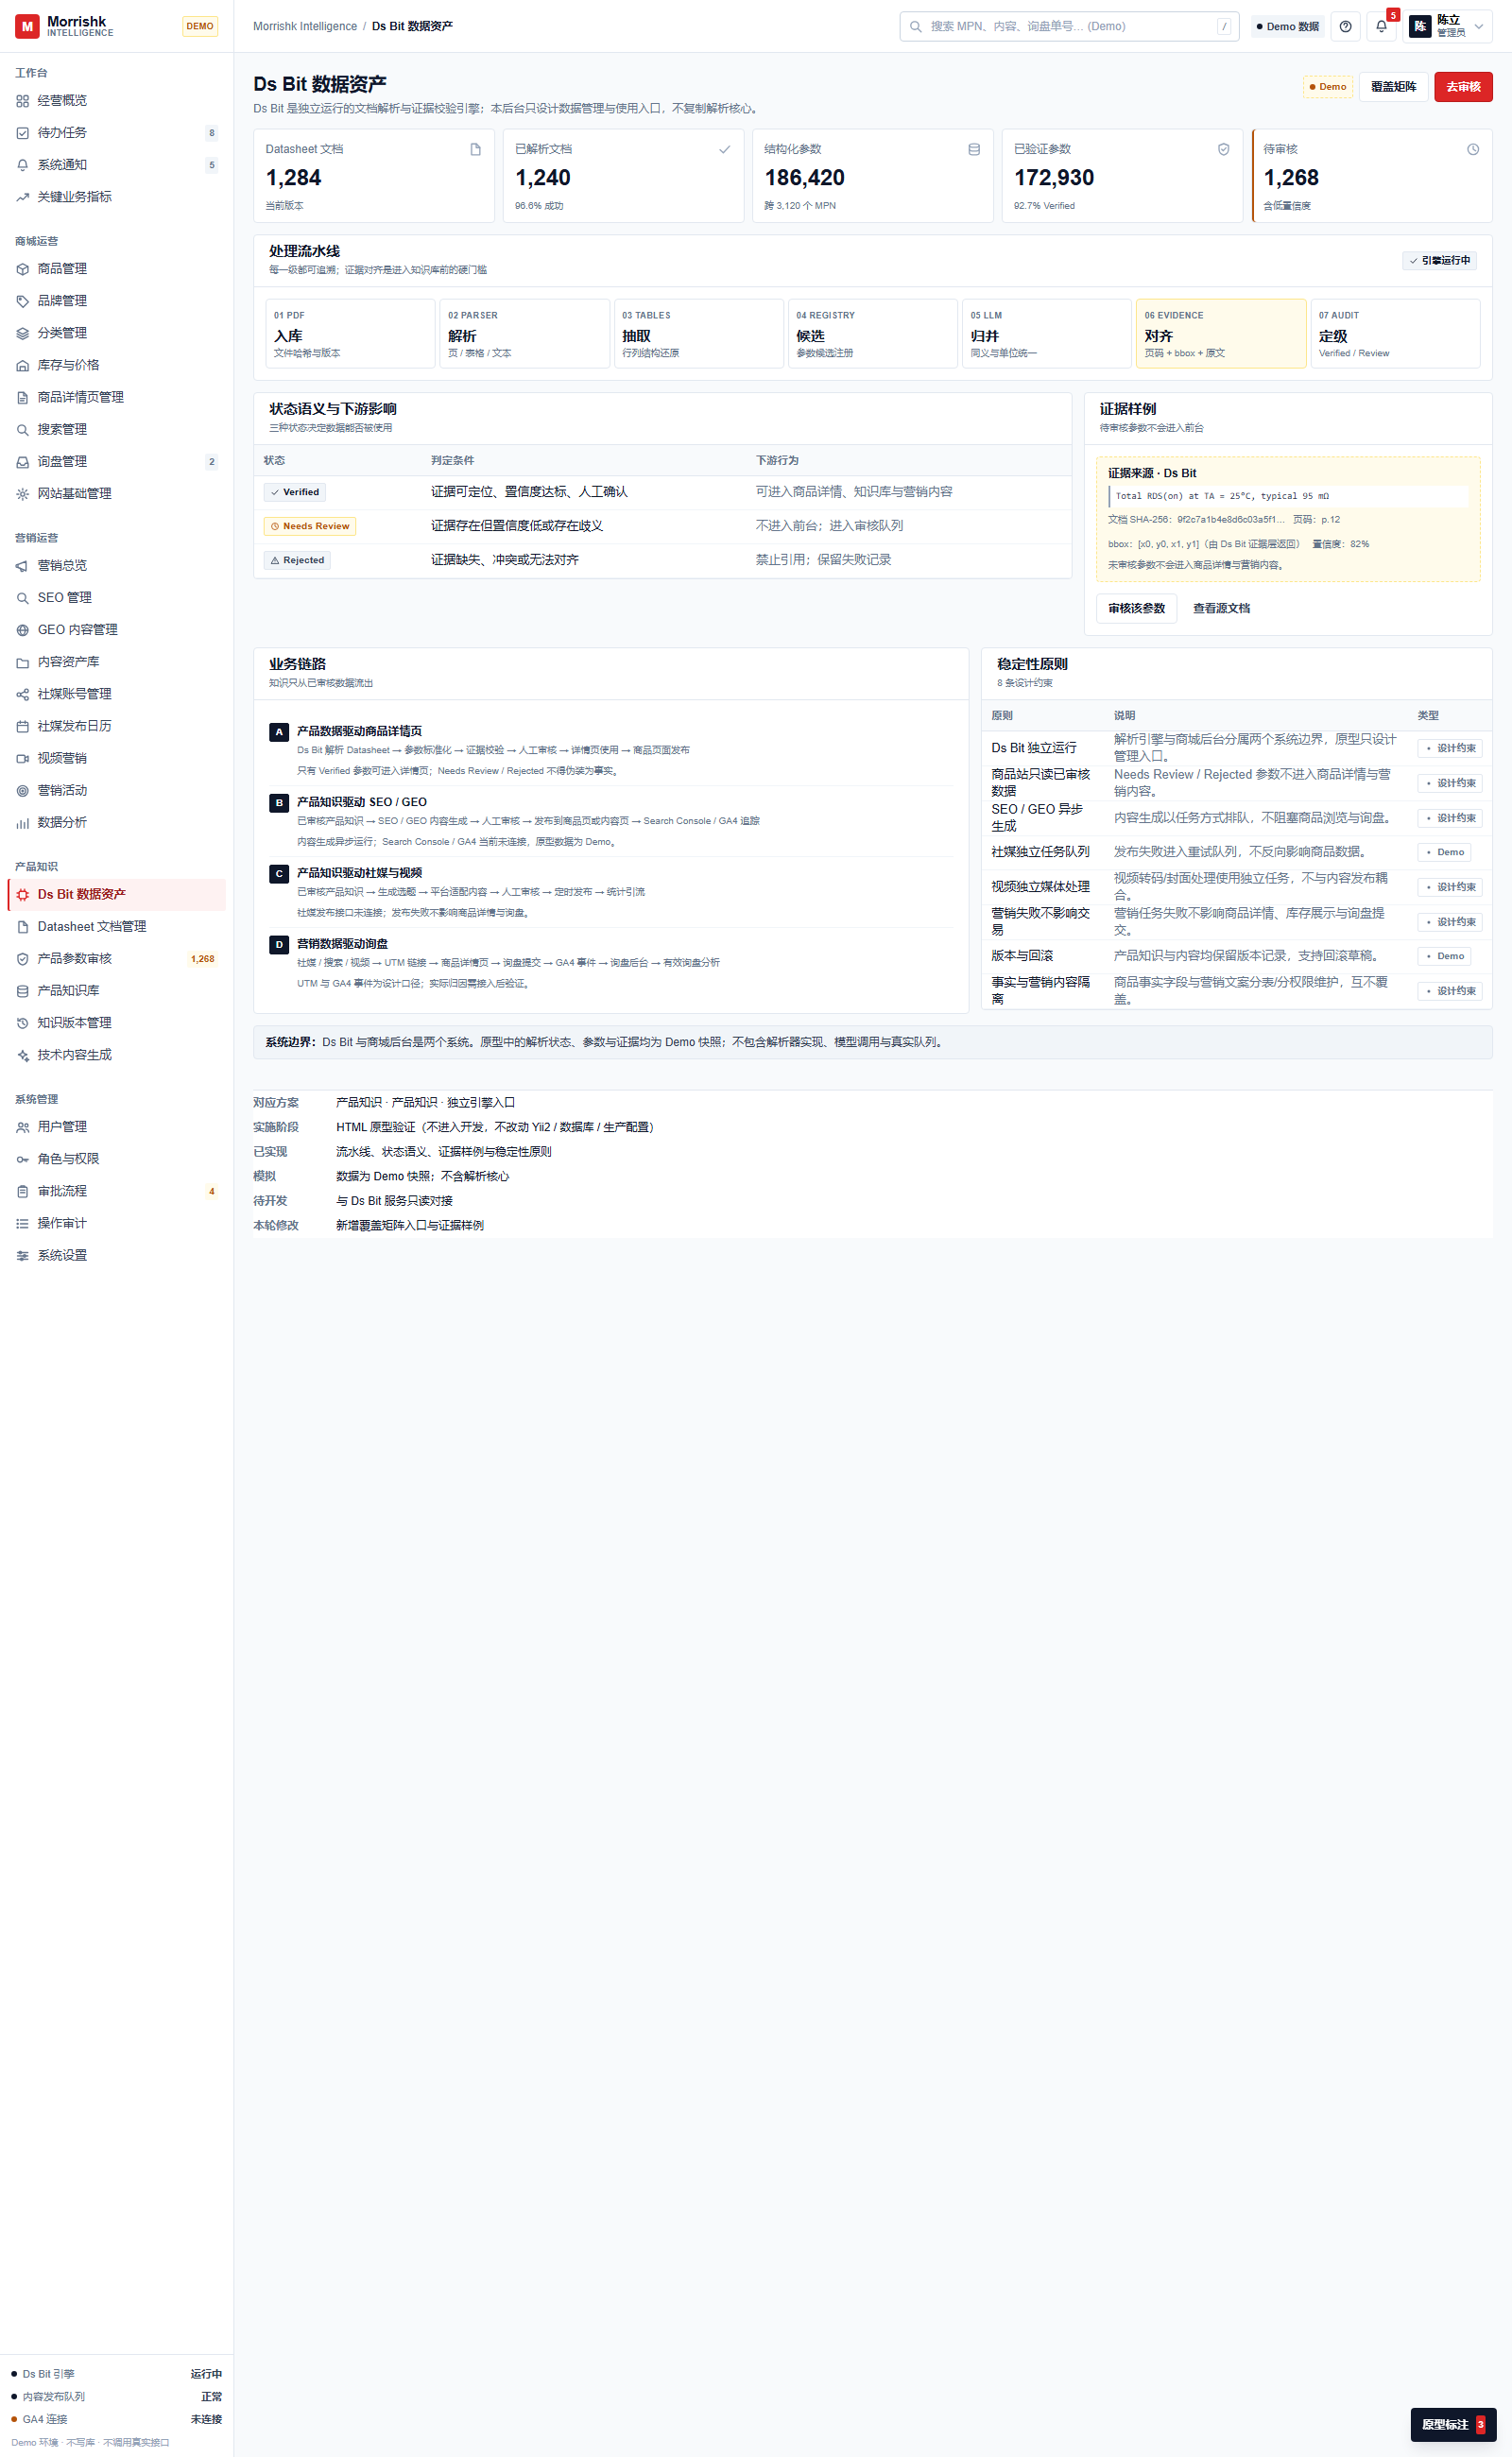 M Morrishk INTELLIGENCE DEMO
工作台
经营概览
待办任务 8
系统通知 5
关键业务指标
商城运营
商品管理
品牌管理
分类管理
库存与价格
商品详情页管理
搜索管理
询盘管理 2
网站基础管理
营销运营
营销总览
SEO 管理
GEO 内容管理
内容资产库
社媒账号管理
社媒发布日历
视频营销
营销活动
数据分析
产品知识
Ds Bit 数据资产
Datasheet 文档管理
产品参数审核 1,268
产品知识库
知识版本管理
技术内容生成
系统管理
用户管理
角色与权限
审批流程 4
操作审计
系统设置
Ds Bit 引擎 运行中
内容发布队列 正常
GA4 连接 未连接
Demo 环境 · 不写库 · 不调用真实接口
Morrishk Intelligence / Ds Bit 数据资产
搜索 MPN、内容、询盘单号… (Demo) /
Demo 数据
5
陈 陈立 管理员
Ds Bit 数据资产
Ds Bit 是独立运行的文档解析与证据校验引擎；本后台只设计数据管理与使用入口，不复制解析核心。
Demo 覆盖矩阵 去审核
Datasheet 文档
1,284
当前版本
已解析文档
1,240
96.6% 成功
结构化参数
186,420
跨 3,120 个 MPN
已验证参数
172,930
92.7% Verified
待审核
1,268
含低置信度
处理流水线
每一级都可追溯；证据对齐是进入知识库前的硬门槛
引擎运行中
01 PDF
入库
文件哈希与版本
02 PARSER
解析
页 / 表格 / 文本
03 TABLES
抽取
行列结构还原
04 REGISTRY
候选
参数候选注册
05 LLM
归并
同义与单位统一
06 EVIDENCE
对齐
页码 + bbox + 原文
07 AUDIT
定级
Verified / Review
状态语义与下游影响
三种状态决定数据能否被使用
状态 判定条件 下游行为
Verified 证据可定位、置信度达标、人工确认 可进入商品详情、知识库与营销内容
Needs Review 证据存在但置信度低或存在歧义 不进入前台；进入审核队列
Rejected 证据缺失、冲突或无法对齐 禁止引用；保留失败记录
证据样例
待审核参数不会进入前台
证据来源 · Ds Bit
Total RDS(on) at TA = 25°C, typical 95 mΩ
文档 SHA-256：9f2c7a1b4e8d6c03a5f1… 页码：p.12
bbox：[x0, y0, x1, y1]（由 Ds Bit 证据层返回） 置信度：82%
未审核参数不会进入商品详情与营销内容。
审核该参数 查看源文档
业务链路
知识只从已审核数据流出
A 产品数据驱动商品详情页
Ds Bit 解析 Datasheet → 参数标准化 → 证据校验 → 人工审核 → 详情页使用 → 商品页面发布
只有 Verified 参数可进入详情页；Needs Review / Rejected 不得伪装为事实。
B 产品知识驱动 SEO / GEO
已审核产品知识 → SEO / GEO 内容生成 → 人工审核 → 发布到商品页或内容页 → Search Console / GA4 追踪
内容生成异步运行；Search Console / GA4 当前未连接，原型数据为 Demo。
C 产品知识驱动社媒与视频
已审核产品知识 → 生成选题 → 平台适配内容 → 人工审核 → 定时发布 → 统计引流
社媒发布接口未连接；发布失败不影响商品详情与询盘。
D 营销数据驱动询盘
社媒 / 搜索 / 视频 → UTM 链接 → 商品详情页 → 询盘提交 → GA4 事件 → 询盘后台 → 有效询盘分析
UTM 与 GA4 事件为设计口径；实际归因需接入后验证。
稳定性原则
8 条设计约束
原则 说明 类型
Ds Bit 独立运行 解析引擎与商城后台分属两个系统边界，原型只设计管理入口。 设计约束
商品站只读已审核数据 Needs Review / Rejected 参数不进入商品详情与营销内容。 设计约束
SEO / GEO 异步生成 内容生成以任务方式排队，不阻塞商品浏览与询盘。 设计约束
社媒独立任务队列 发布失败进入重试队列，不反向影响商品数据。 Demo
视频独立媒体处理 视频转码/封面处理使用独立任务，不与内容发布耦合。 设计约束
营销失败不影响交易 营销任务失败不影响商品详情、库存展示与询盘提交。 设计约束
版本与回滚 产品知识与内容均保留版本记录，支持回滚草稿。 Demo
事实与营销内容隔离 商品事实字段与营销文案分表/分权限维护，互不覆盖。 设计约束
系统边界：Ds Bit 与商城后台是两个系统。原型中的解析状态、参数与证据均为 Demo 快照；不包含解析器实现、模型调用与真实队列。
对应方案 产品知识 · 产品知识 · 独立引擎入口
实施阶段 HTML 原型验证（不进入开发，不改动 Yii2 / 数据库 / 生产配置）
已实现 流水线、状态语义、证据样例与稳定性原则
模拟 数据为 Demo 快照；不含解析核心
待开发 与 Ds Bit 服务只读对接
本轮修改 新增覆盖矩阵入口与证据样例
原型标注 3